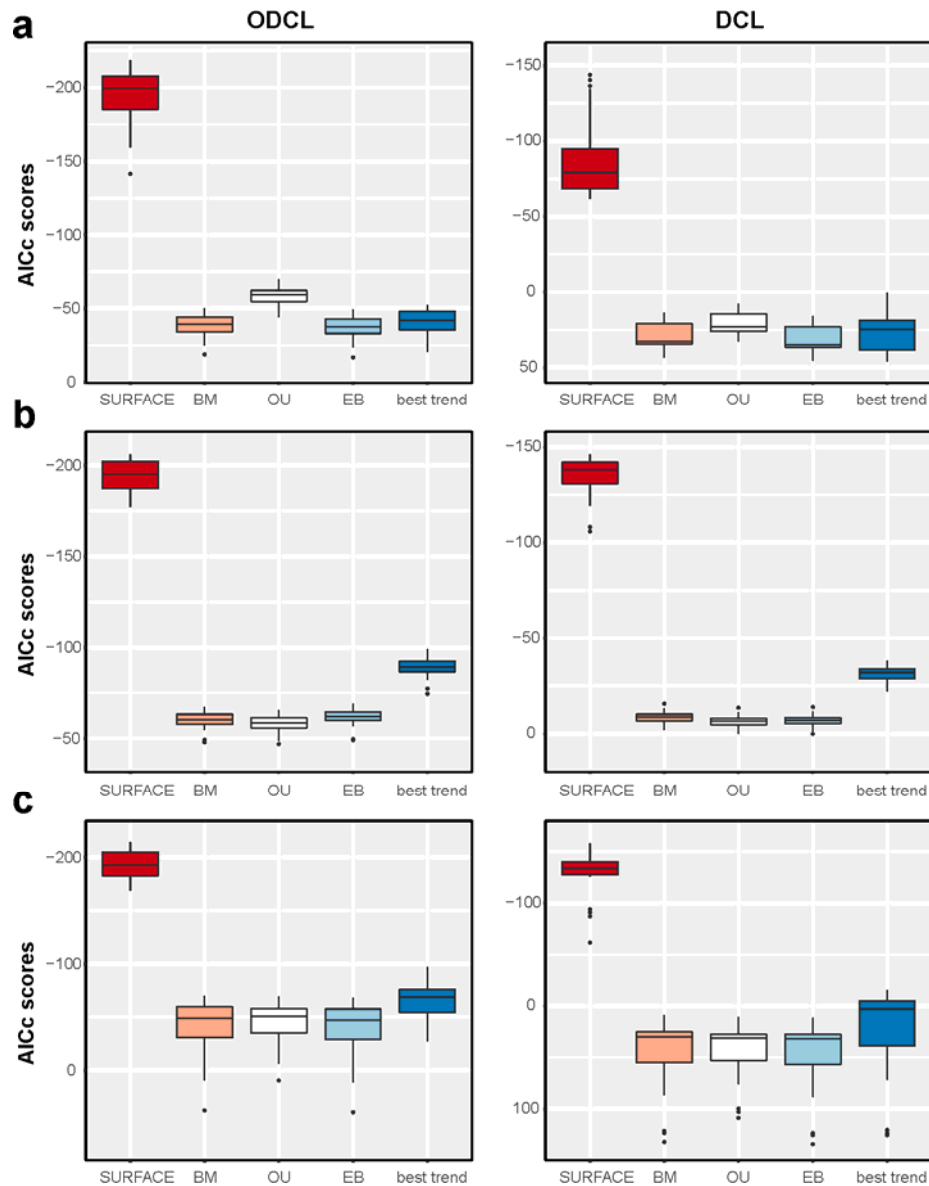 a ODCL DCL
AICc scores
−200
−150
−100
−50
0
SURFACE BM OU EB best trend
−150
−100
−50
0
50
SURFACE BM OU EB best trend
b
AICc scores
−200
−150
−100
−50
SURFACE BM OU EB best trend
−150
−100
−50
0
SURFACE BM OU EB best trend
c
AICc scores
−200
−100
0
SURFACE BM OU EB best trend
−100
0
100
SURFACE BM OU EB best trend